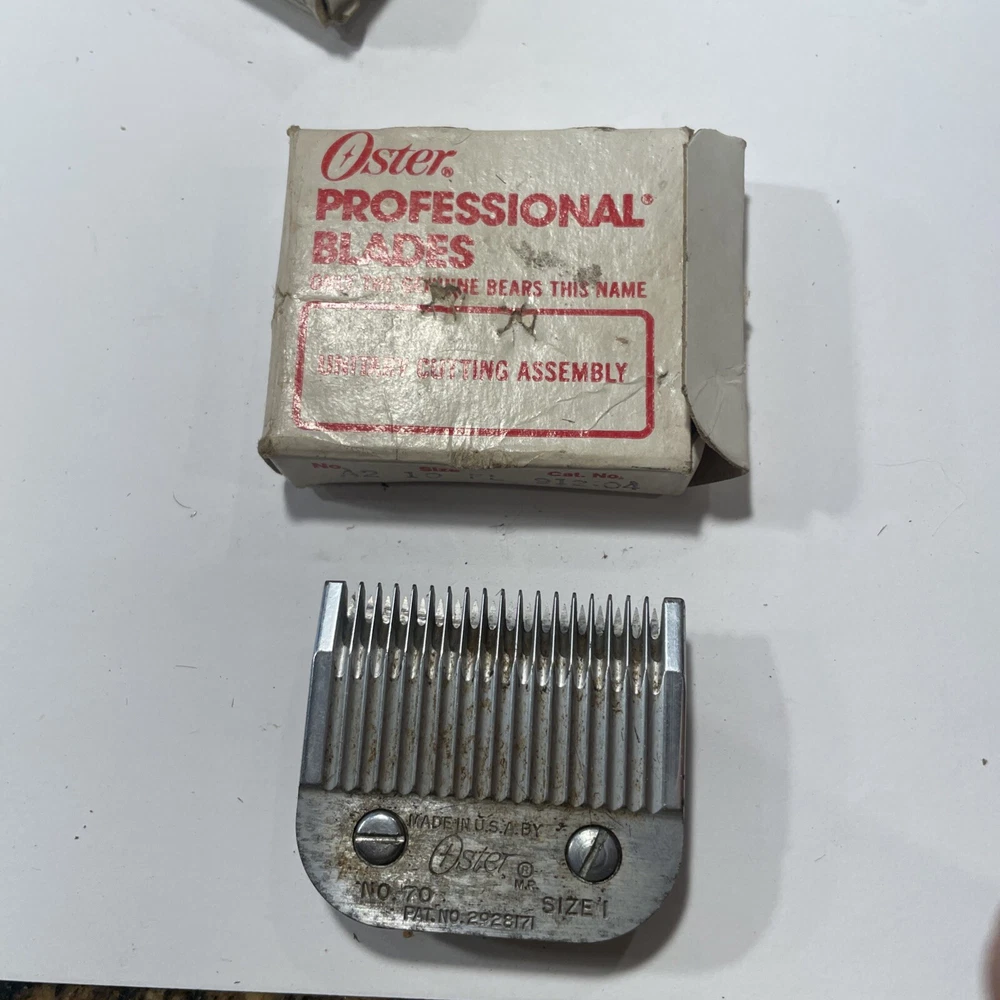 Oster®
PROFESSIONAL®
BLADES
BEARS THIS NAME
CUTTING ASSEMBLY
No. Size Cat. No.
A2
MADE IN U.S.A. BY
Oster ®
M.R.
NO. 70 SIZE 1
PAT. NO. 2928171